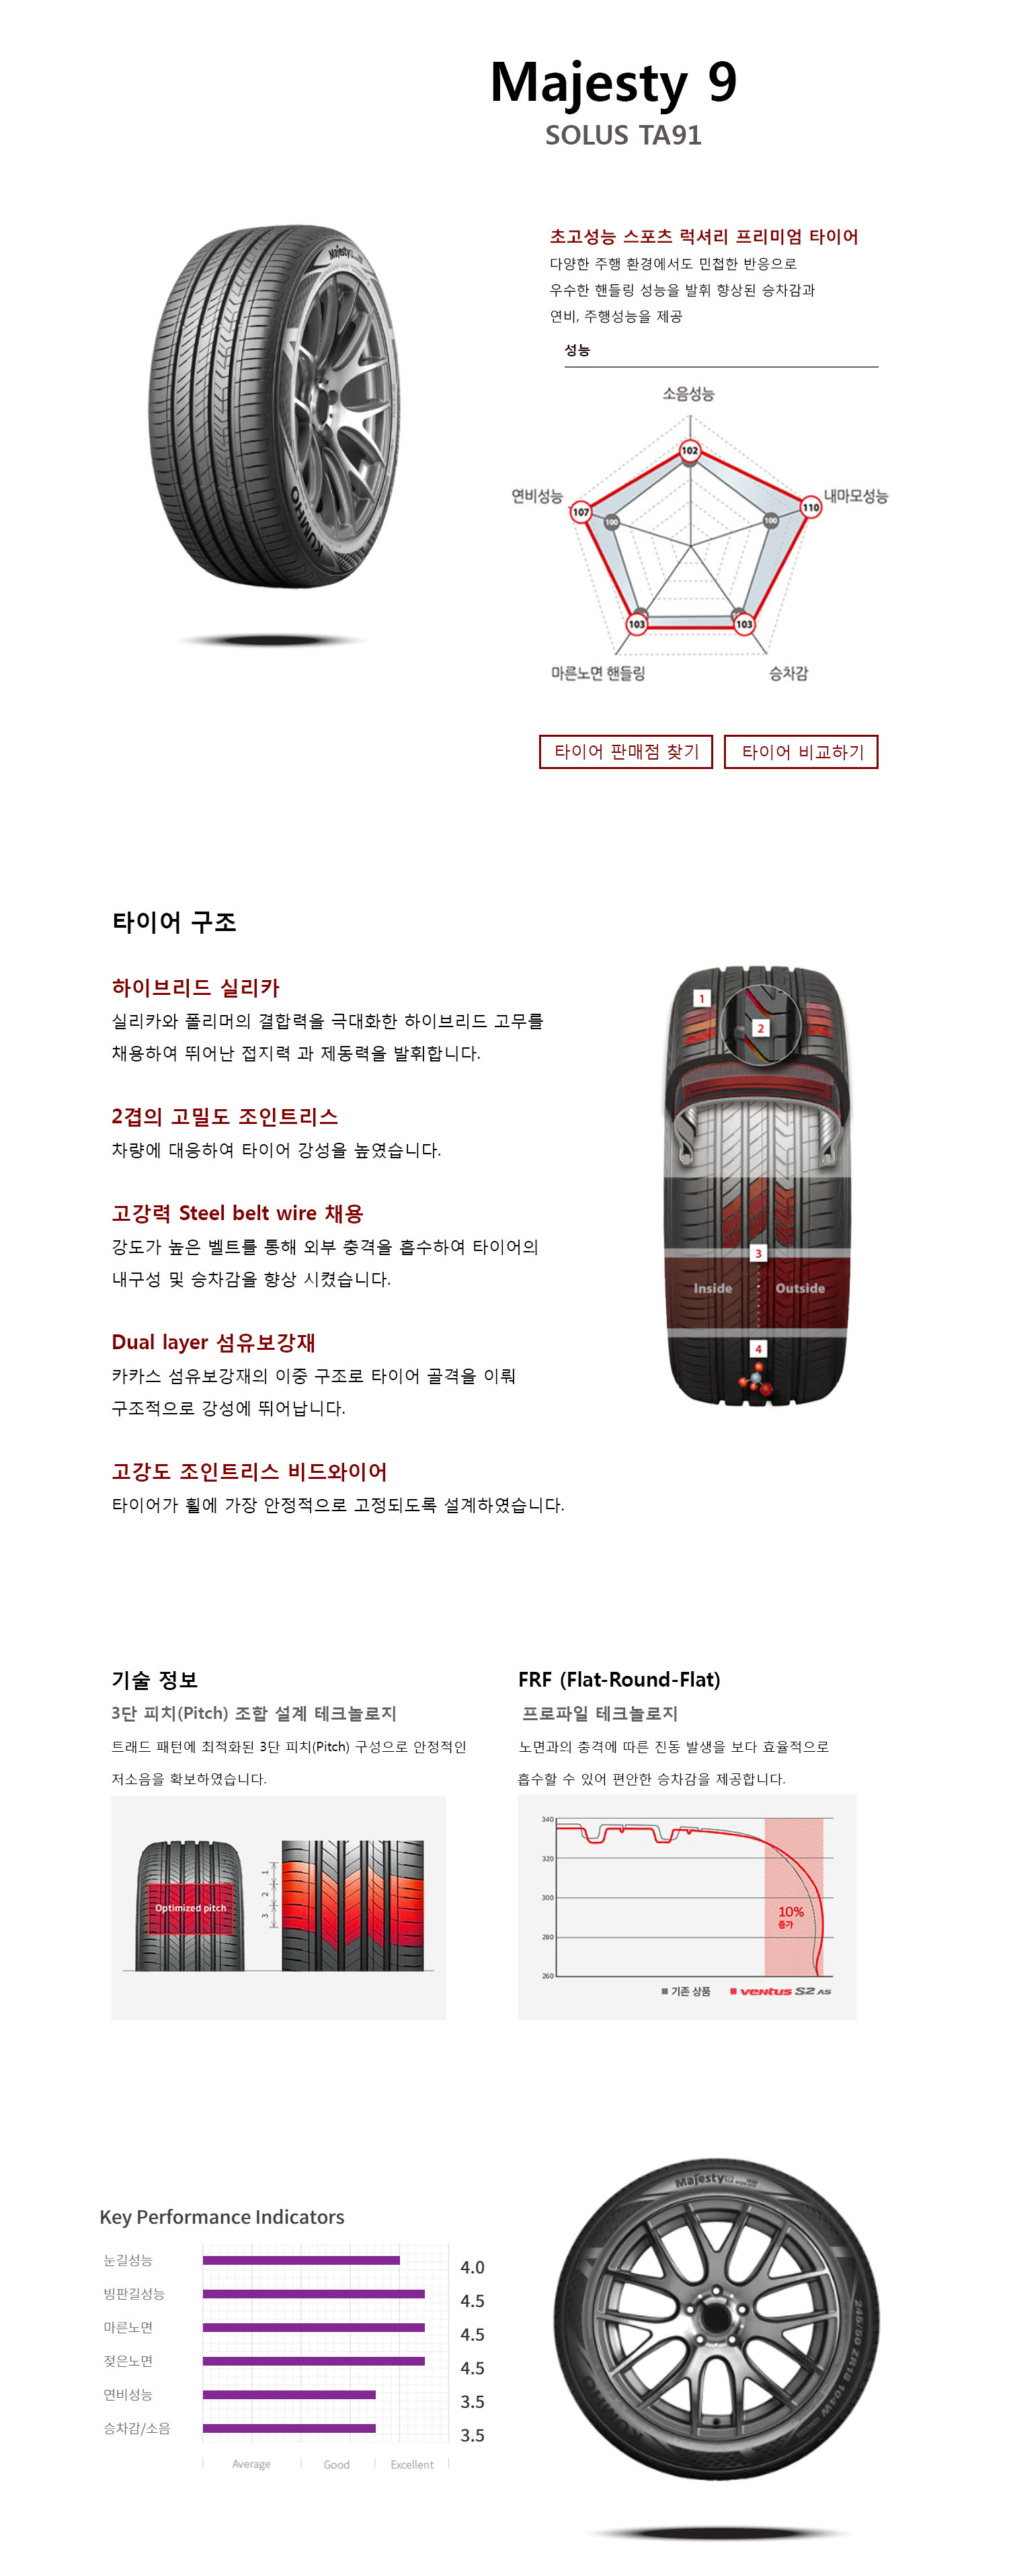 Majesty 9
SOLUS TA91
Majesty9
KUMHO
초고성능 스포츠 럭셔리 프리미엄 타이어
다양한 주행 환경에서도 민첩한 반응으로
우수한 핸들링 성능을 발휘 향상된 승차감과
연비, 주행성능을 제공
성능
소음성능
102
연비성능
107
100
100
110
내마모성능
103
103
마른노면 핸들링
승차감
타이어 판매점 찾기
타이어 비교하기
타이어 구조
하이브리드 실리카
실리카와 폴리머의 결합력을 극대화한 하이브리드 고무를
채용하여 뛰어난 접지력 과 제동력을 발휘합니다.
2겹의 고밀도 조인트리스
차량에 대응하여 타이어 강성을 높였습니다.
고강력 Steel belt wire 채용
강도가 높은 벨트를 통해 외부 충격을 흡수하여 타이어의
내구성 및 승차감을 향상 시켰습니다.
Dual layer 섬유보강재
카카스 섬유보강재의 이중 구조로 타이어 골격을 이뤄
구조적으로 강성에 뛰어납니다.
고강도 조인트리스 비드와이어
타이어가 휠에 가장 안정적으로 고정되도록 설계하였습니다.
1
2
3
Inside
Outside
4
기술 정보
3단 피치(Pitch) 조합 설계 테크놀로지
트래드 패턴에 최적화된 3단 피치(Pitch) 구성으로 안정적인
저소음을 확보하였습니다.
Optimized pitch
1
2
3
FRF (Flat-Round-Flat)
프로파일 테크놀로지
노면과의 충격에 따른 진동 발생을 보다 효율적으로
흡수할 수 있어 편안한 승차감을 제공합니다.
340
320
300
280
260
10%
증가
기존 상품
ventus S2 AS
Key Performance Indicators
눈길성능
4.0
빙판길성능
4.5
마른노면
4.5
젖은노면
4.5
연비성능
3.5
승차감/소음
3.5
Average
Good
Excellent
Majesty9
245/50 ZR18 104W
KUMHO